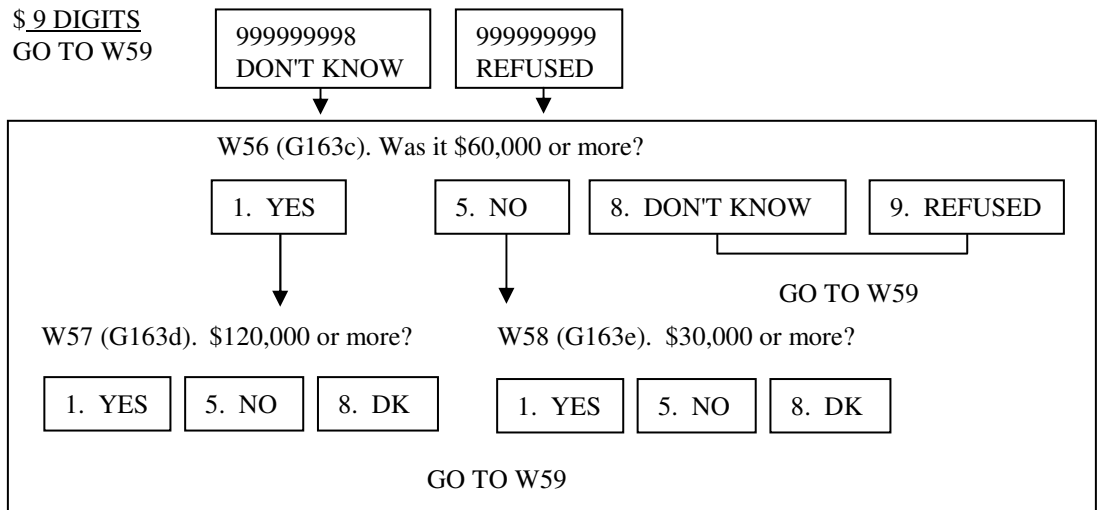 $ 9 DIGITS
GO TO W59
999999998
DON'T KNOW
999999999
REFUSED
W56 (G163c). Was it $60,000 or more?
1. YES
5. NO
8. DON'T KNOW
9. REFUSED
GO TO W59
W57 (G163d). $120,000 or more?
W58 (G163e). $30,000 or more?
1. YES
5. NO
8. DK
1. YES
5. NO
8. DK
GO TO W59